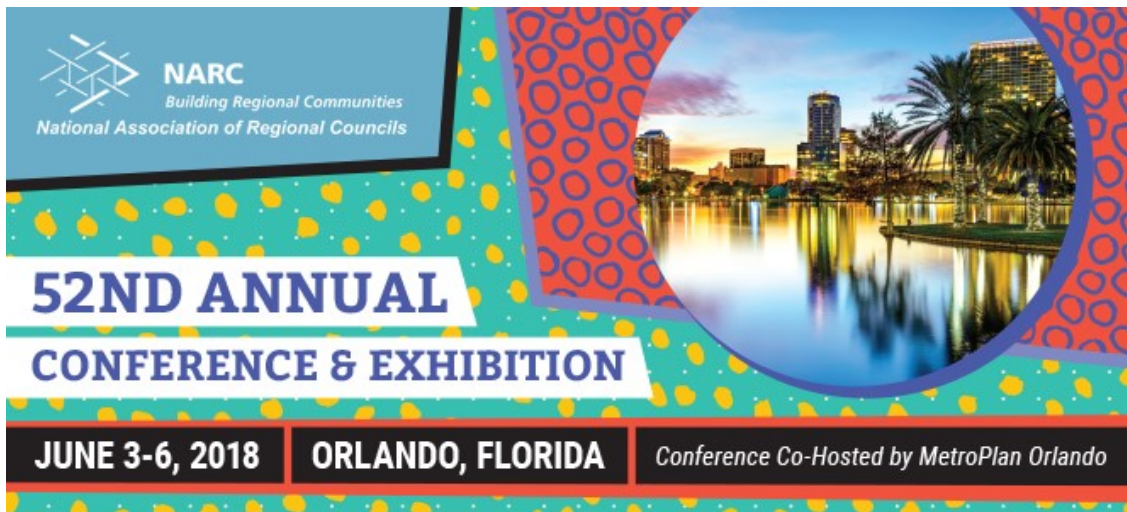 NARC
Building Regional Communities
National Association of Regional Councils
52ND ANNUAL
CONFERENCE & EXHIBITION
JUNE 3-6, 2018
ORLANDO, FLORIDA
Conference Co-Hosted by MetroPlan Orlando